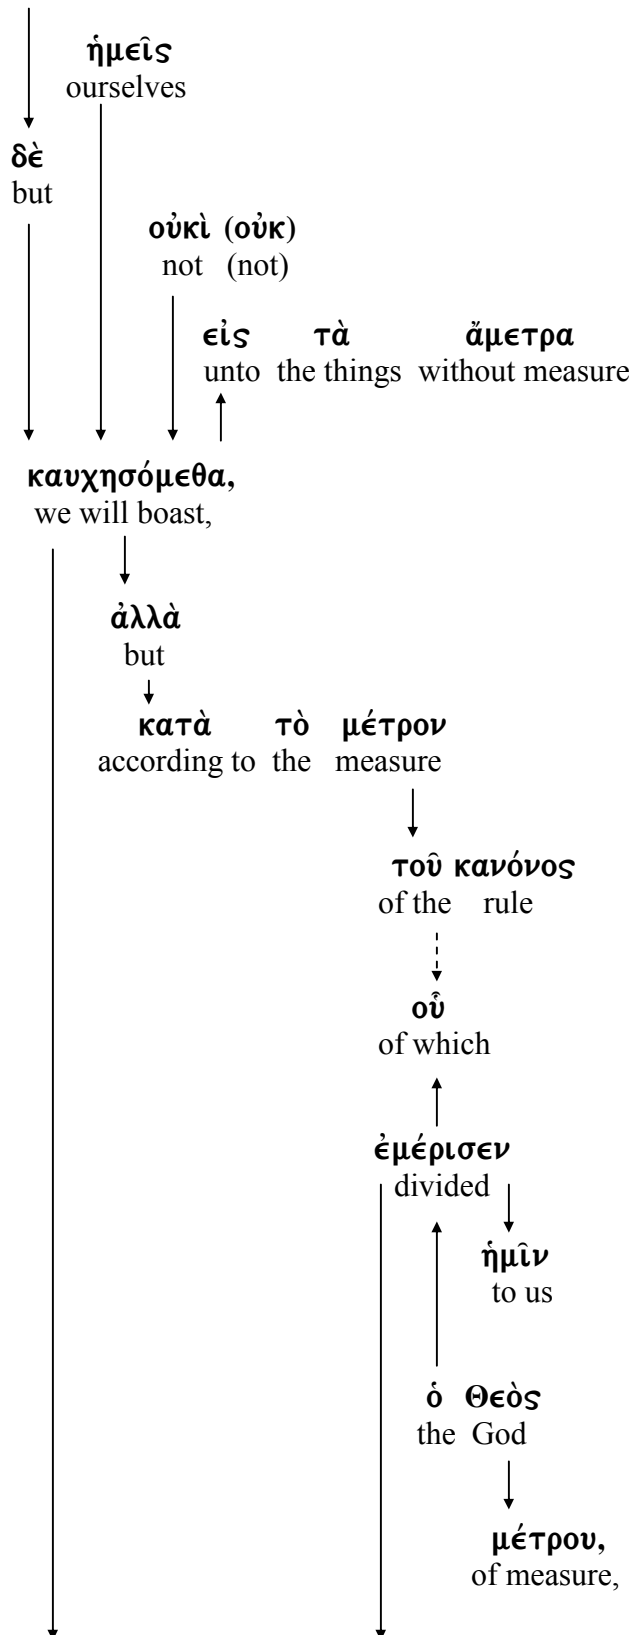 ἡμεῖς
ourselves
δὲ
but
οὐκὶ (οὐκ)
not (not)
εἰς τὰ ἄμετρα
unto the things without measure
καυχησόμεθα,
we will boast,
ἀλλὰ
but
κατὰ τὸ μέτρον
according to the measure
τοῦ κανόνος
of the rule
οὗ
of which
ἐμέρισεν
divided
ἡμῖν
to us
ὁ Θεὸς
the God
μέτρου,
of measure,